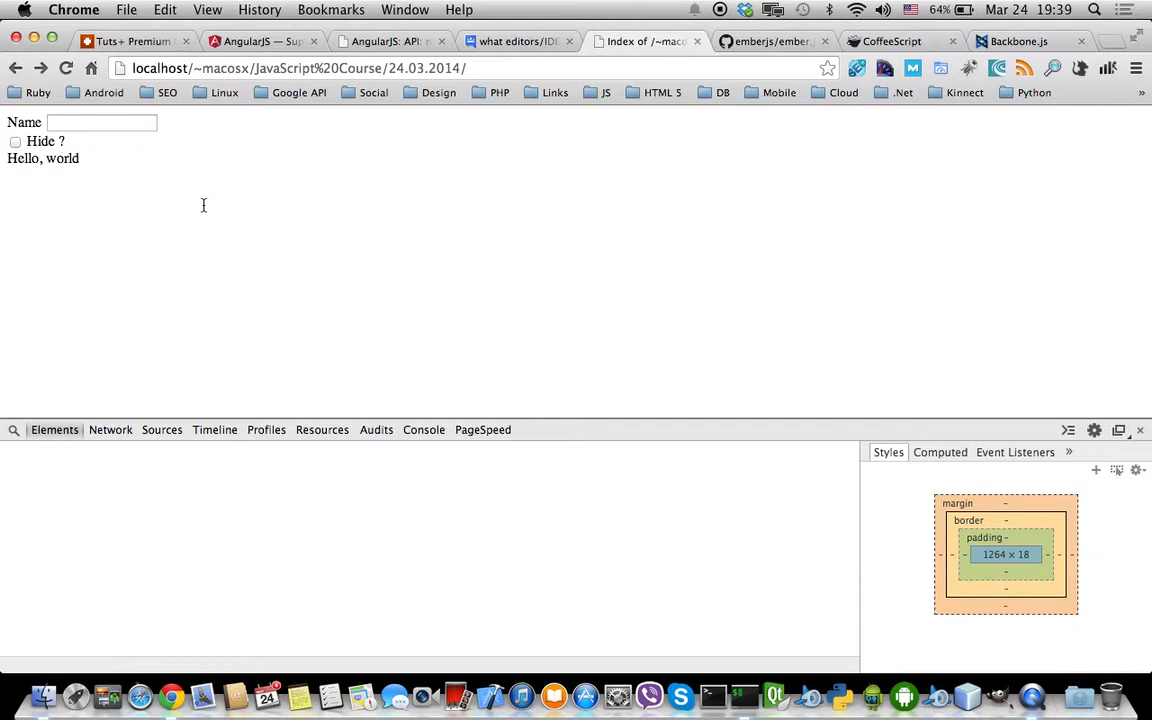 Chrome File Edit View History Bookmarks Window Help 64% Mar 24 19:39
Tuts+ Premium AngularJS — Sup AngularJS: API: n what editors/IDE Index of /~maco emberjs/ember. CoffeeScript Backbone.js
localhost/~macosx/JavaScript%20Course/24.03.2014/
Ruby Android SEO Linux Google API Social Design PHP Links JS HTML 5 DB Mobile Cloud .Net Kinnect Python »
Name
Hide ?
Hello, world
Elements Network Sources Timeline Profiles Resources Audits Console PageSpeed
Styles Computed Event Listeners »
margin -
border -
padding -
- - - 1264 × 18 - - -
-
-
-
24